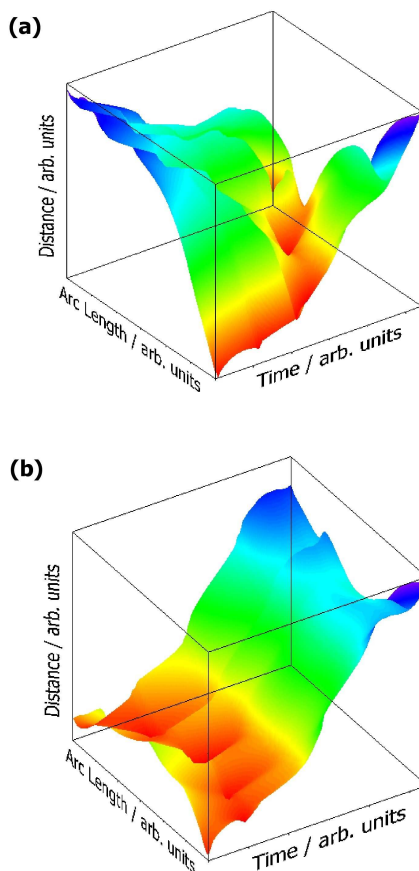 (a)
Distance / arb. units
Arc Length / arb. units
Time / arb. units
(b)
Distance / arb. units
Arc Length / arb. units
Time / arb. units